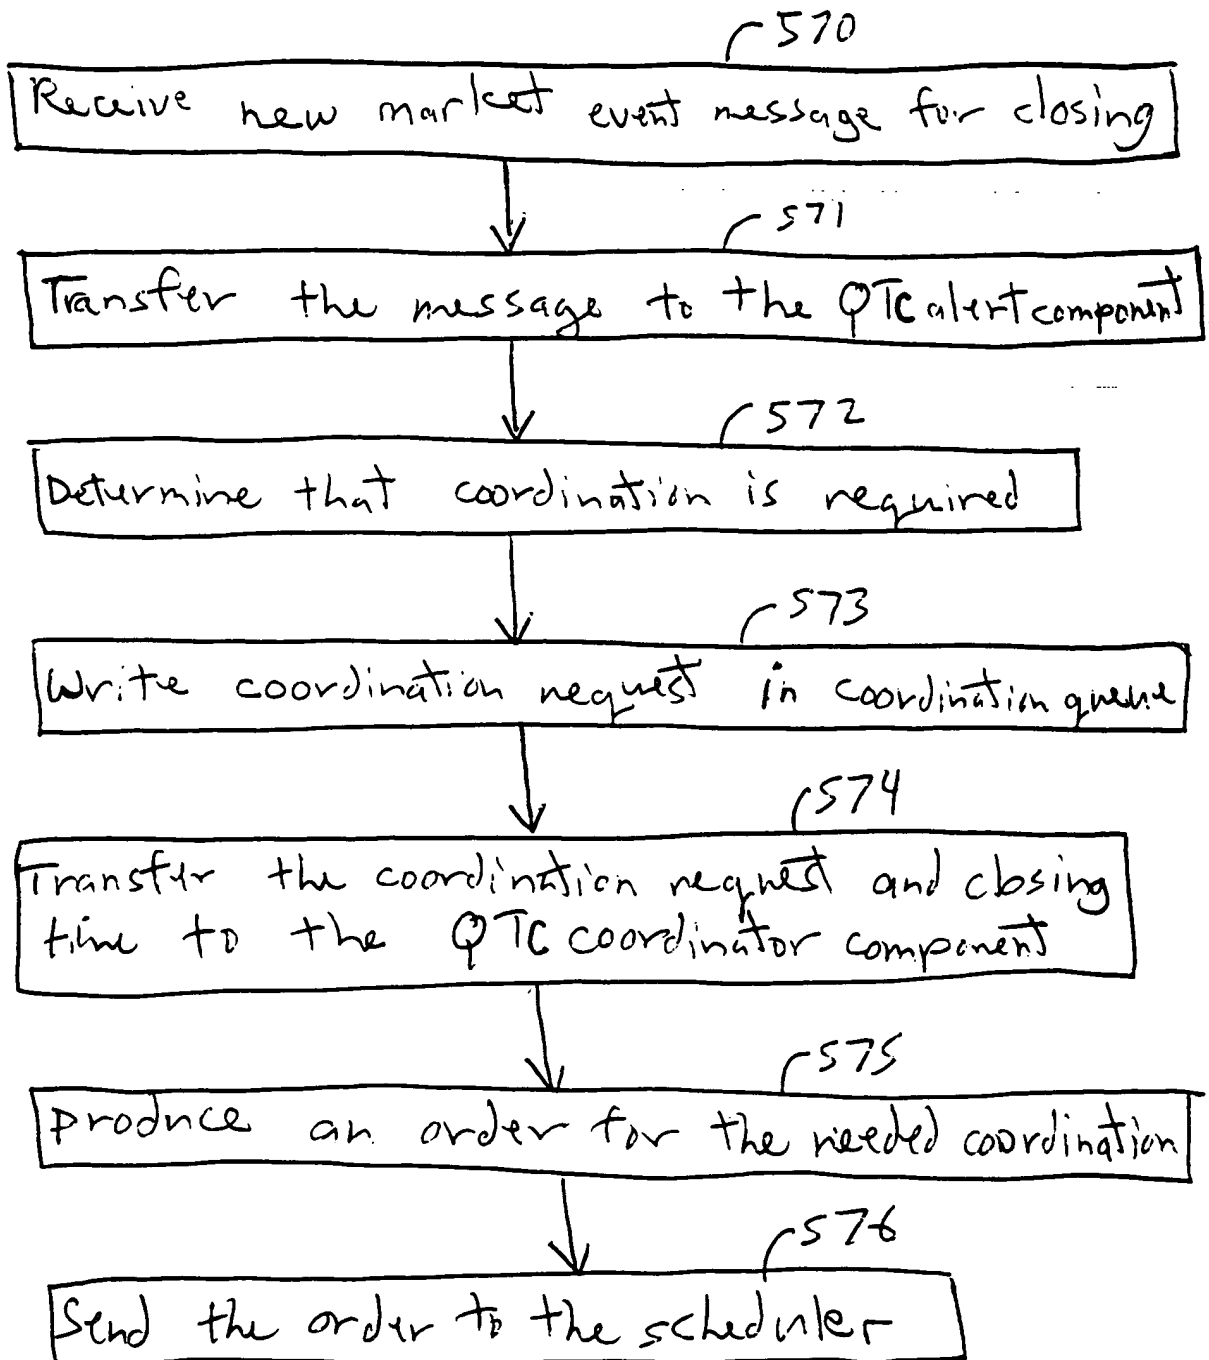 570
Receive new market event message for closing
571
Transfer the message to the QTC alert component
572
Determine that coordination is required
573
Write coordination request in coordination queue
574
Transfer the coordination request and closing
time to the QTC coordinator component
575
produce an order for the needed coordination
576
Send the order to the scheduler